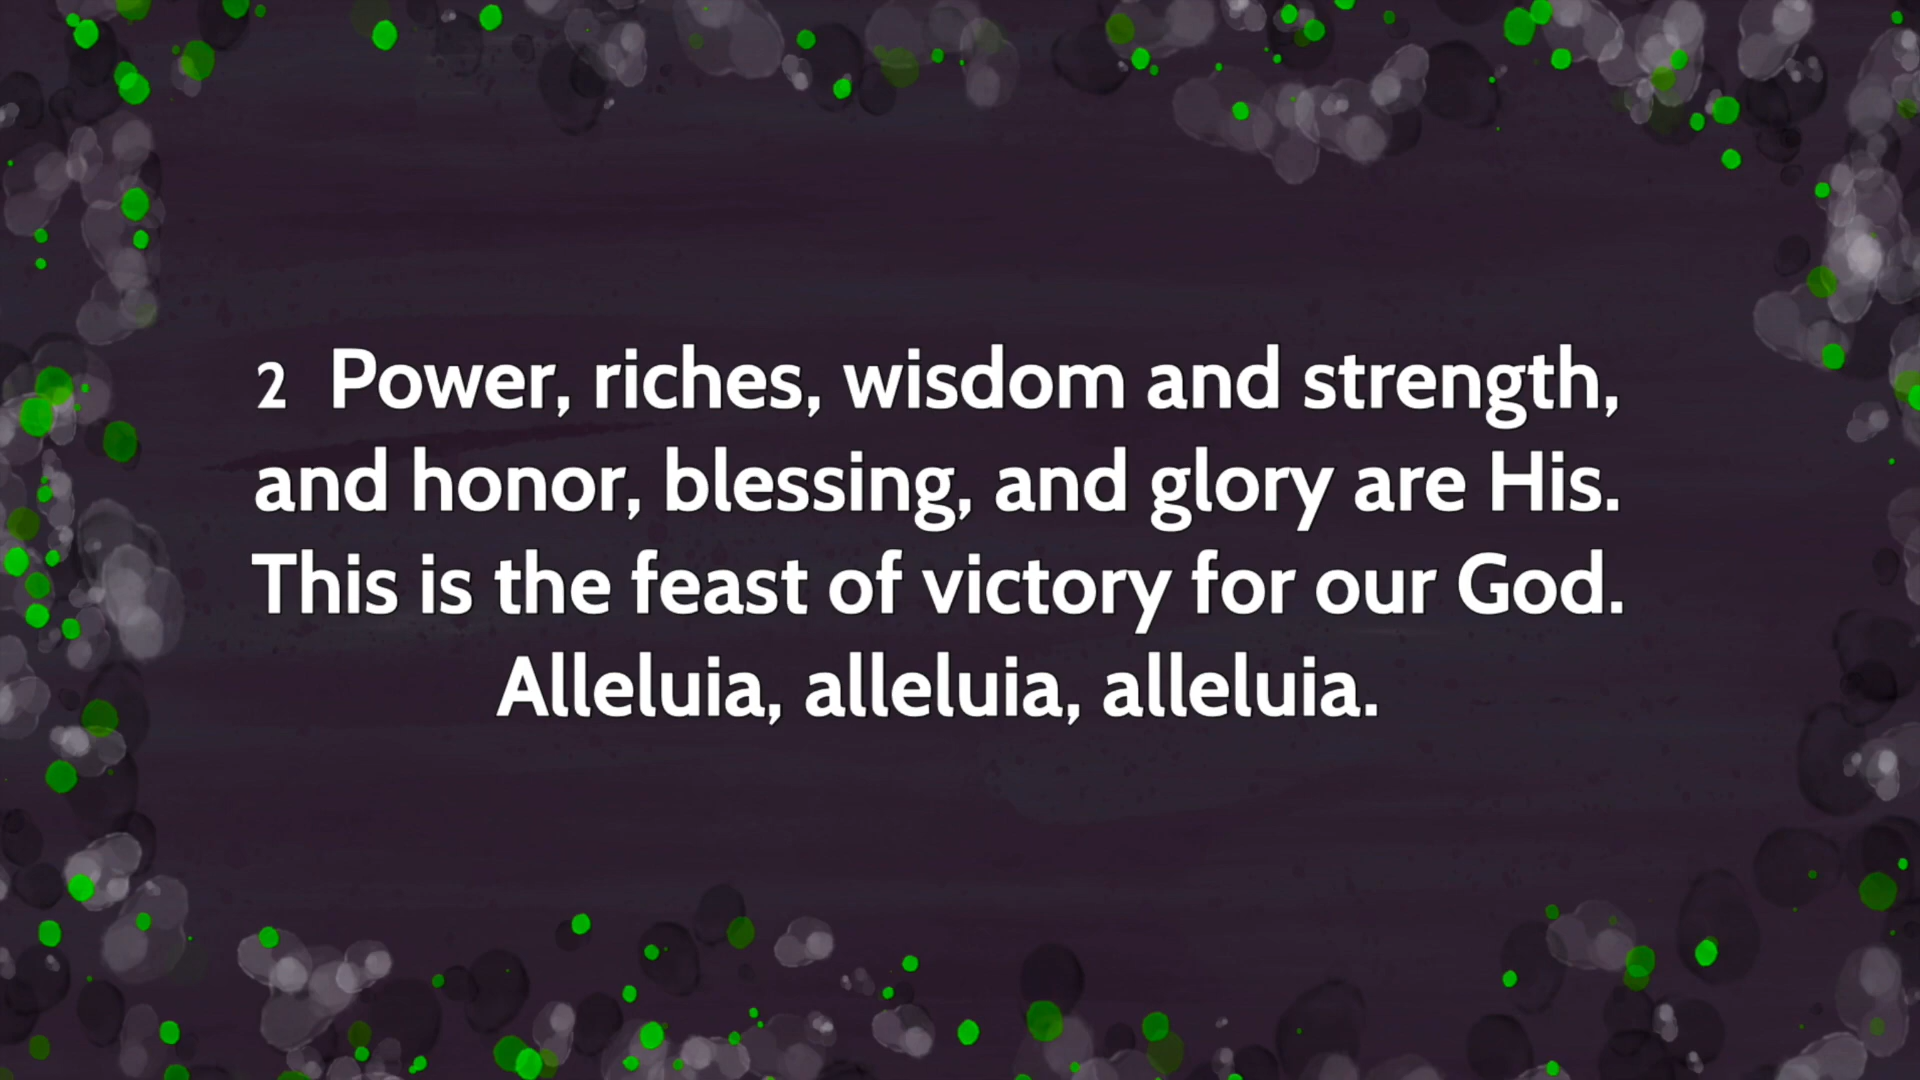 2 Power, riches, wisdom and strength,
and honor, blessing, and glory are His.
This is the feast of victory for our God.
Alleluia, alleluia, alleluia.